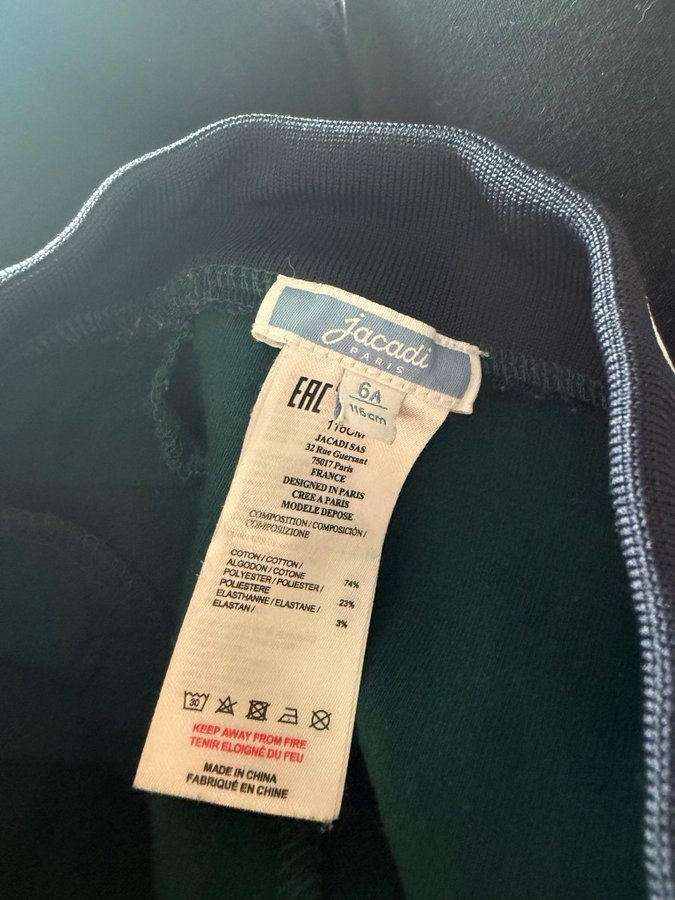 jacadi
PARIS
6A
116cm
EAC
116CM
JACADI SAS
32 Rue Guersant
75017 Paris
FRANCE
DESIGNED IN PARIS
CREE A PARIS
MODELE DEPOSE
COMPOSITION / COMPOSICIÓN /
COMPOSIZIONE
COTON / COTTON /
ALGODON / COTONE 74%
POLYESTER / POLIESTER /
POLIESTERE 23%
ELASTHANNE / ELASTANE /
ELASTAN / 3%
30
KEEP AWAY FROM FIRE
TENIR ELOIGNÉ DU FEU
MADE IN CHINA
FABRIQUÉ EN CHINE